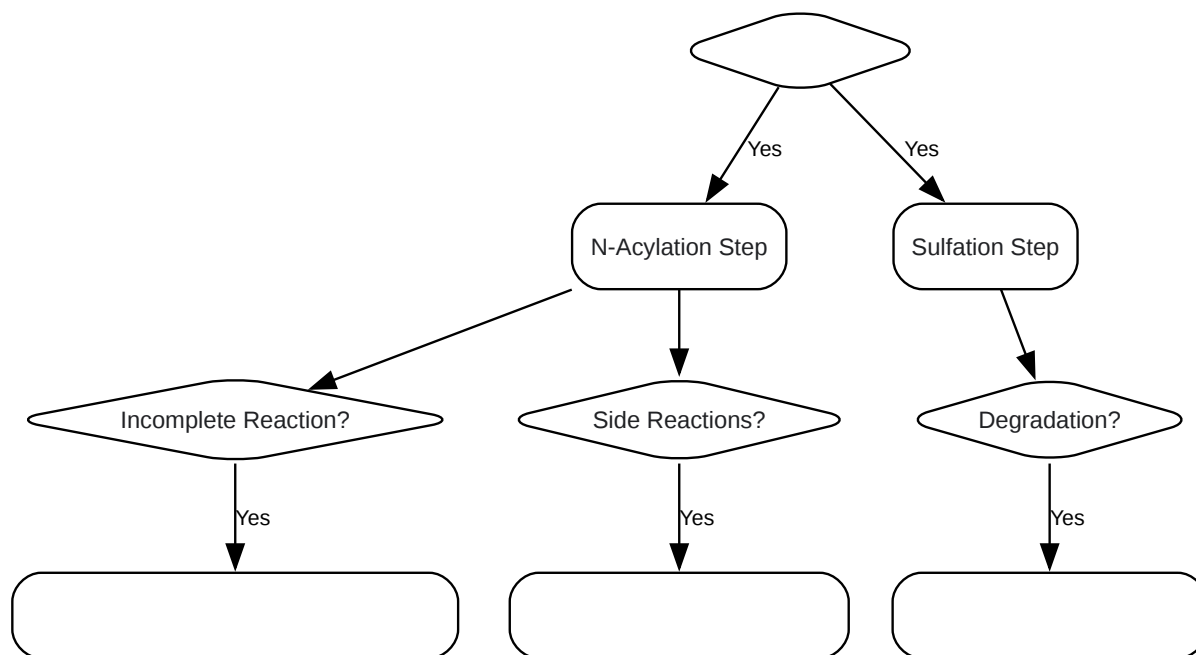 Yes
Yes
N-Acylation Step
Sulfation Step
Incomplete Reaction?
Side Reactions?
Degradation?
Yes
Yes
Yes